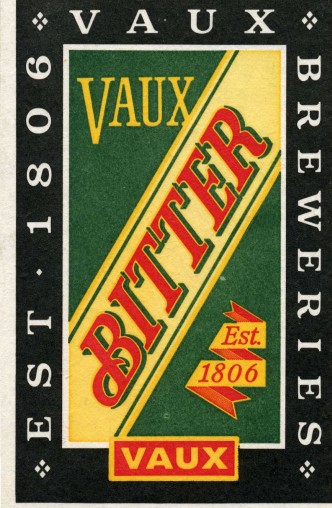 VAUX
BREWERIES
EST · 1806
VAUX
BITTER
Est.
1806
VAUX